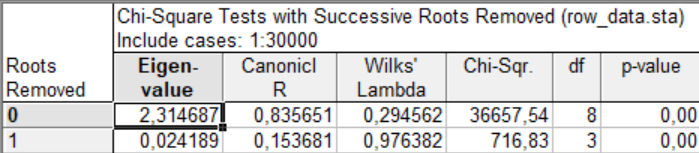 Chi-Square Tests with Successive Roots Removed (row_data.sta)
Include cases: 1:30000
Roots Removed Eigen-value Canonicl R Wilks' Lambda Chi-Sqr. df p-value
0 2,314687 0,835651 0,294562 36657,54 8 0,00
1 0,024189 0,153681 0,976382 716,83 3 0,00